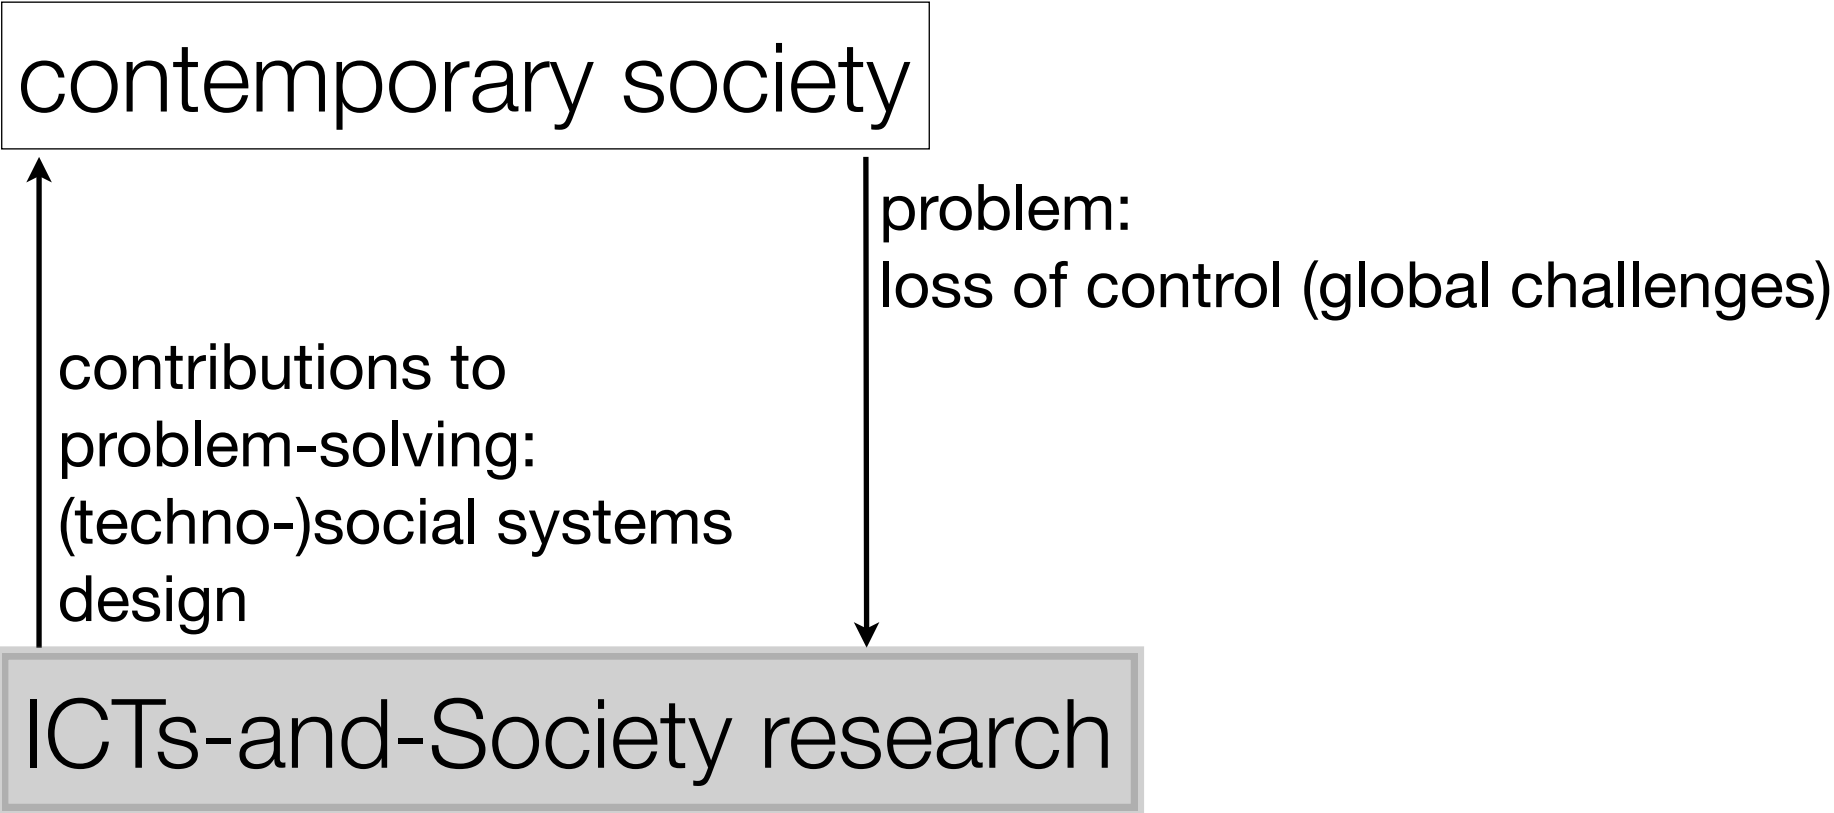 contemporary society
problem:
loss of control (global challenges)
contributions to
problem-solving:
(techno-)social systems
design
ICTs-and-Society research